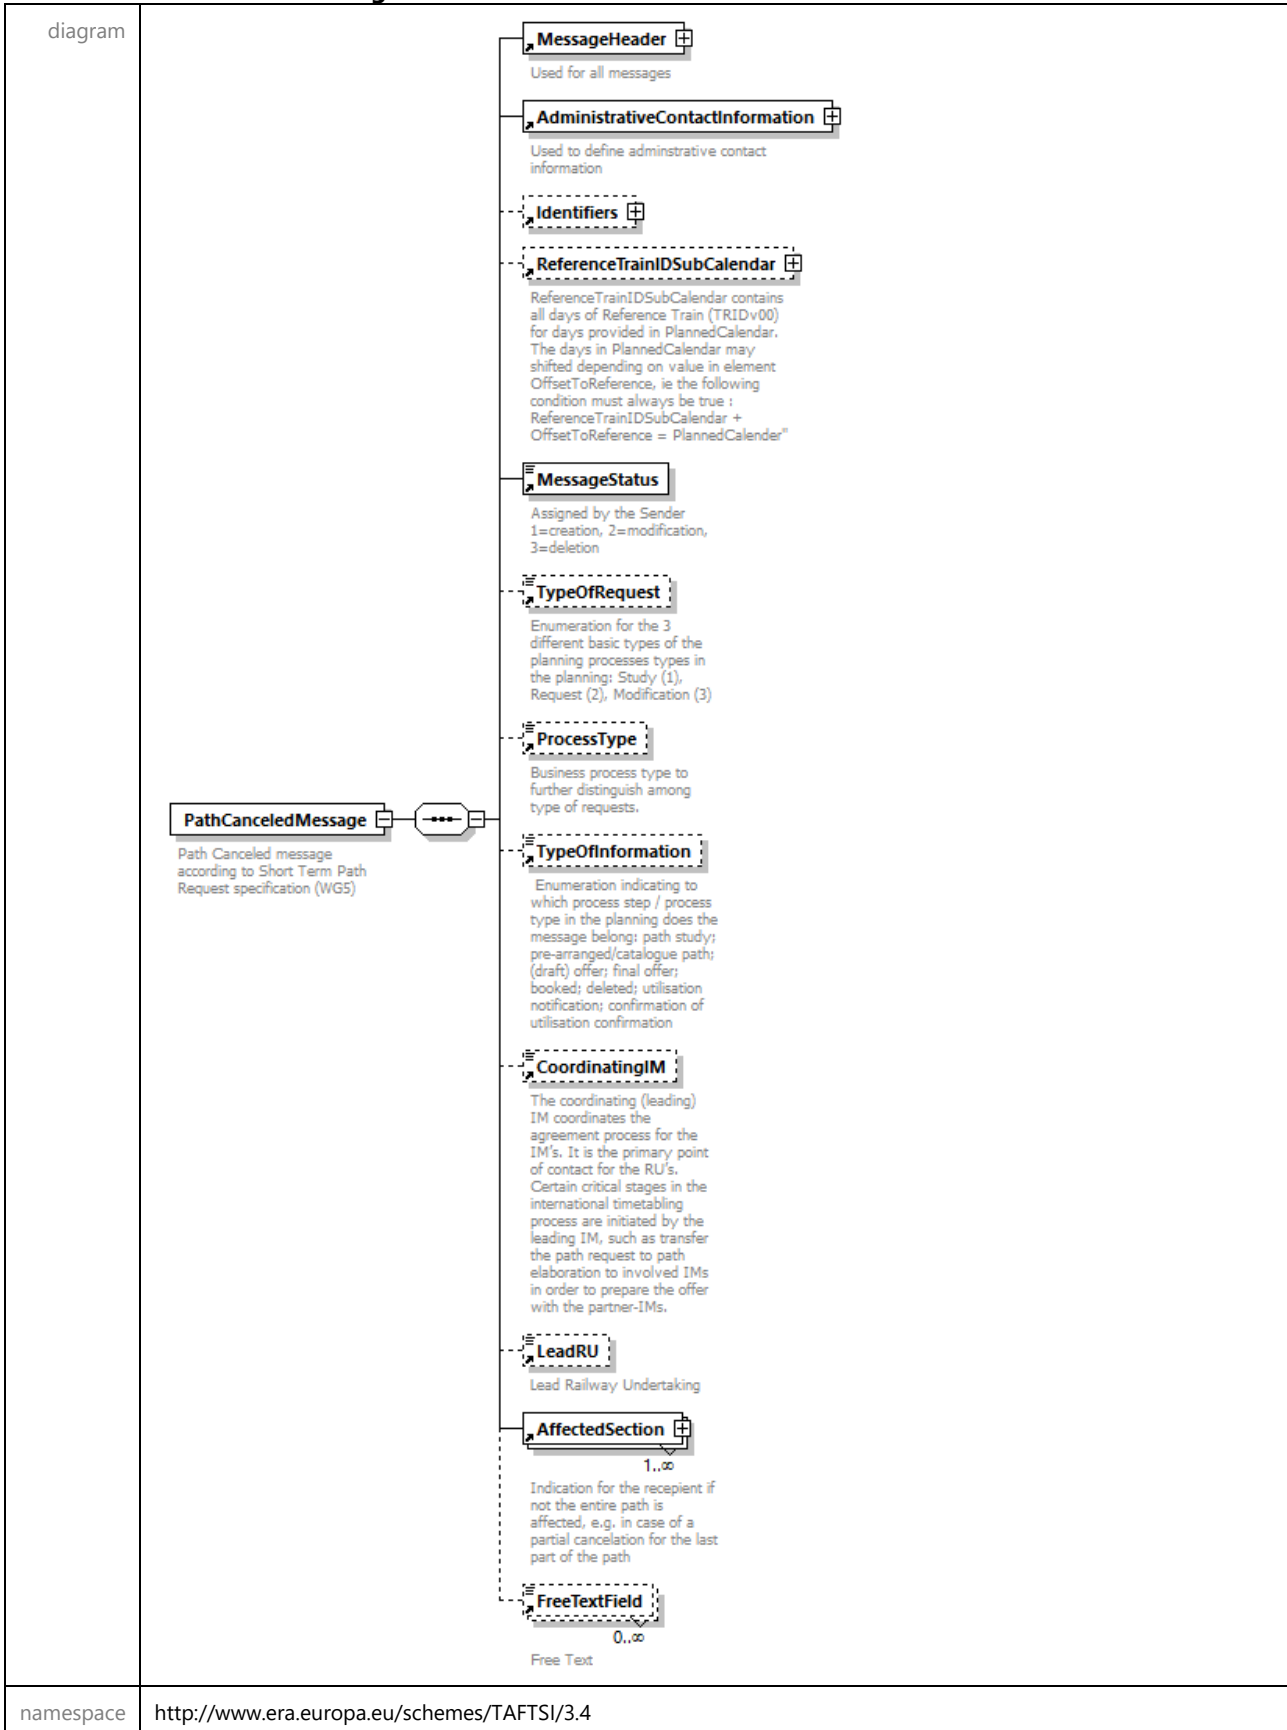 diagram
MessageHeader
Used for all messages
AdministrativeContactInformation
Used to define adminstrative contact
information
Identifiers
ReferenceTrainIDSubCalendar
ReferenceTrainIDSubCalendar contains
all days of Reference Train (TRIDv00)
for days provided in PlannedCalendar.
The days in PlannedCalendar may
shifted depending on value in element
OffsetToReference, ie the following
condition must always be true :
ReferenceTrainIDSubCalendar +
OffsetToReference = PlannedCalender"
MessageStatus
Assigned by the Sender
1=creation, 2=modification,
3=deletion
TypeOfRequest
Enumeration for the 3
different basic types of the
planning processes types in
the planning: Study (1),
Request (2), Modification (3)
ProcessType
Business process type to
further distinguish among
type of requests.
PathCanceledMessage
Path Canceled message
according to Short Term Path
Request specification (WG5)
TypeOfInformation
Enumeration indicating to
which process step / process
type in the planning does the
message belong: path study;
pre-arranged/catalogue path;
(draft) offer; final offer;
booked; deleted; utilisation
notification; confirmation of
utilisation confirmation
CoordinatingIM
The coordinating (leading)
IM coordinates the
agreement process for the
IM's. It is the primary point
of contact for the RU's.
Certain critical stages in the
international timetabling
process are initiated by the
leading IM, such as transfer
the path request to path
elaboration to involved IMs
in order to prepare the offer
with the partner-IMs.
LeadRU
Lead Railway Undertaking
AffectedSection
1..∞
Indication for the recepient if
not the entire path is
affected, e.g. in case of a
partial cancelation for the last
part of the path
FreeTextField
0..∞
Free Text
namespace
http://www.era.europa.eu/schemes/TAFTSI/3.4